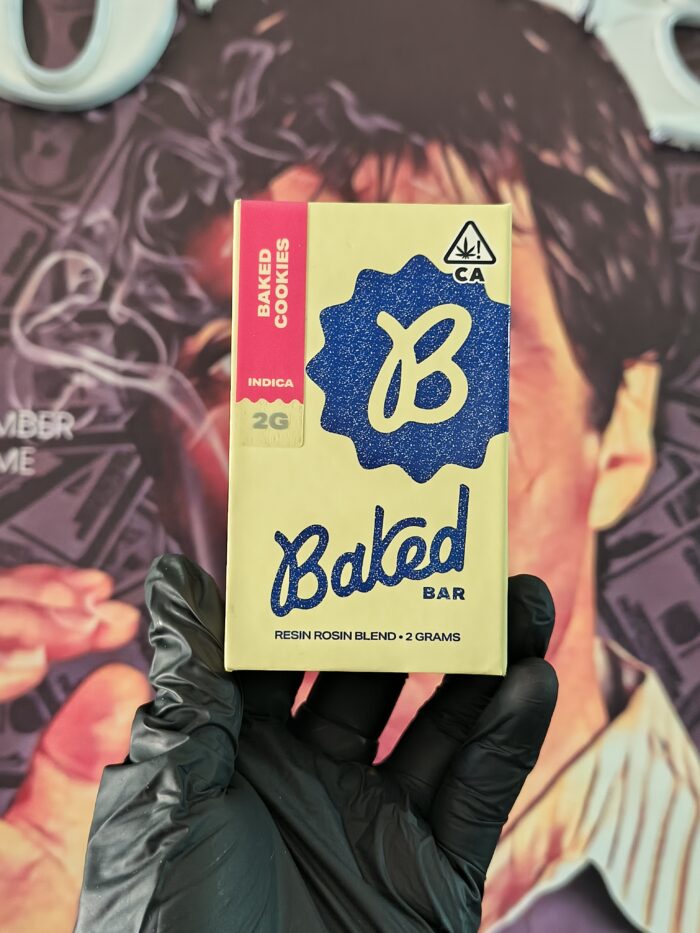 MBER
ME
BAKED
COOKIES
INDICA
2G
CA
B
Baked
BAR
RESIN ROSIN BLEND • 2 GRAMS